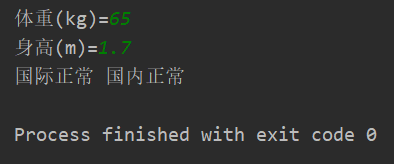 体重(kg)=65
身高(m)=1.7
国际正常 国内正常
Process finished with exit code 0